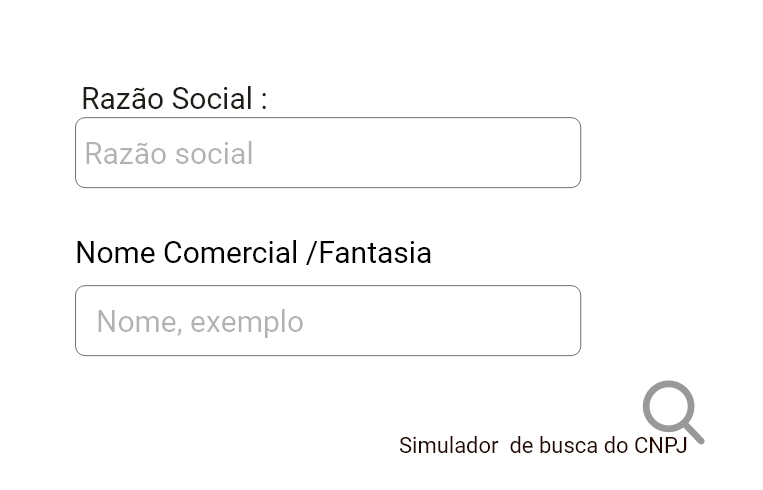 Razão Social :
Razão social
Nome Comercial /Fantasia
Nome, exemplo
Simulador  de busca do CNPJ